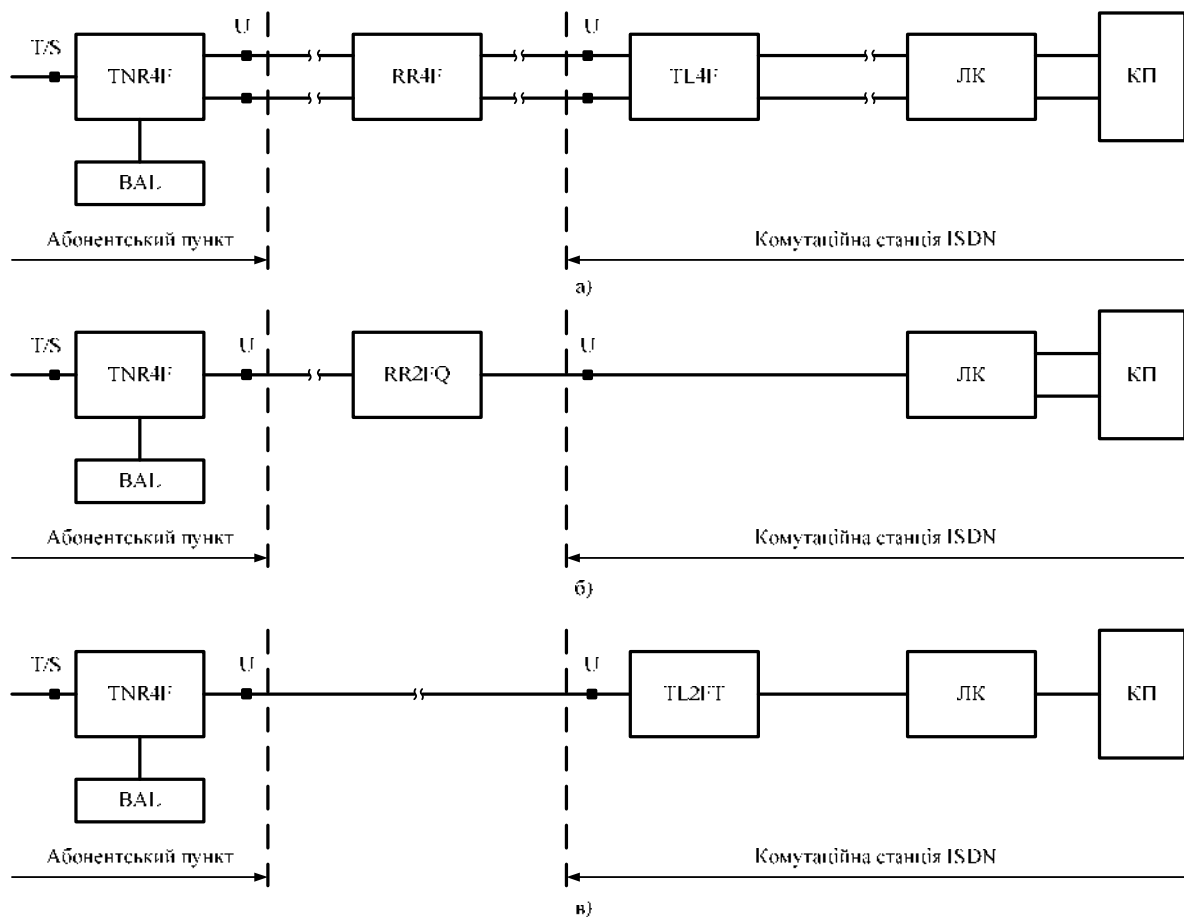 T/S U U
TNR4F RR4F TL4F ЛК КП
BAL
Абонентський пункт Комутаційна станція ISDN
а)
T/S U U
TNR4F RR2FQ ЛК КП
BAL
Абонентський пункт Комутаційна станція ISDN
б)
T/S U U
TNR4F TL2FT ЛК КП
BAL
Абонентський пункт Комутаційна станція ISDN
в)